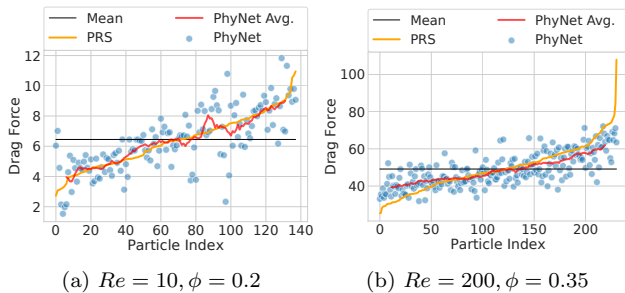 Mean PhyNet Avg.
PRS PhyNet
12
10
8
6
4
2
Drag Force
0 20 40 60 80 100 120 140
Particle Index
(a) Re = 10, ϕ = 0.2
Mean PhyNet Avg.
PRS PhyNet
100
80
60
40
Drag Force
0 50 100 150 200
Particle Index
(b) Re = 200, ϕ = 0.35